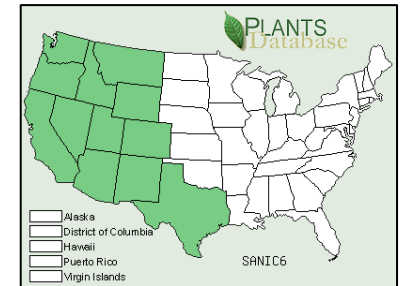 PLANTS
Database
Alaska
District of Columbia
Hawaii
Puerto Rico
Virgin Islands
SANIC6